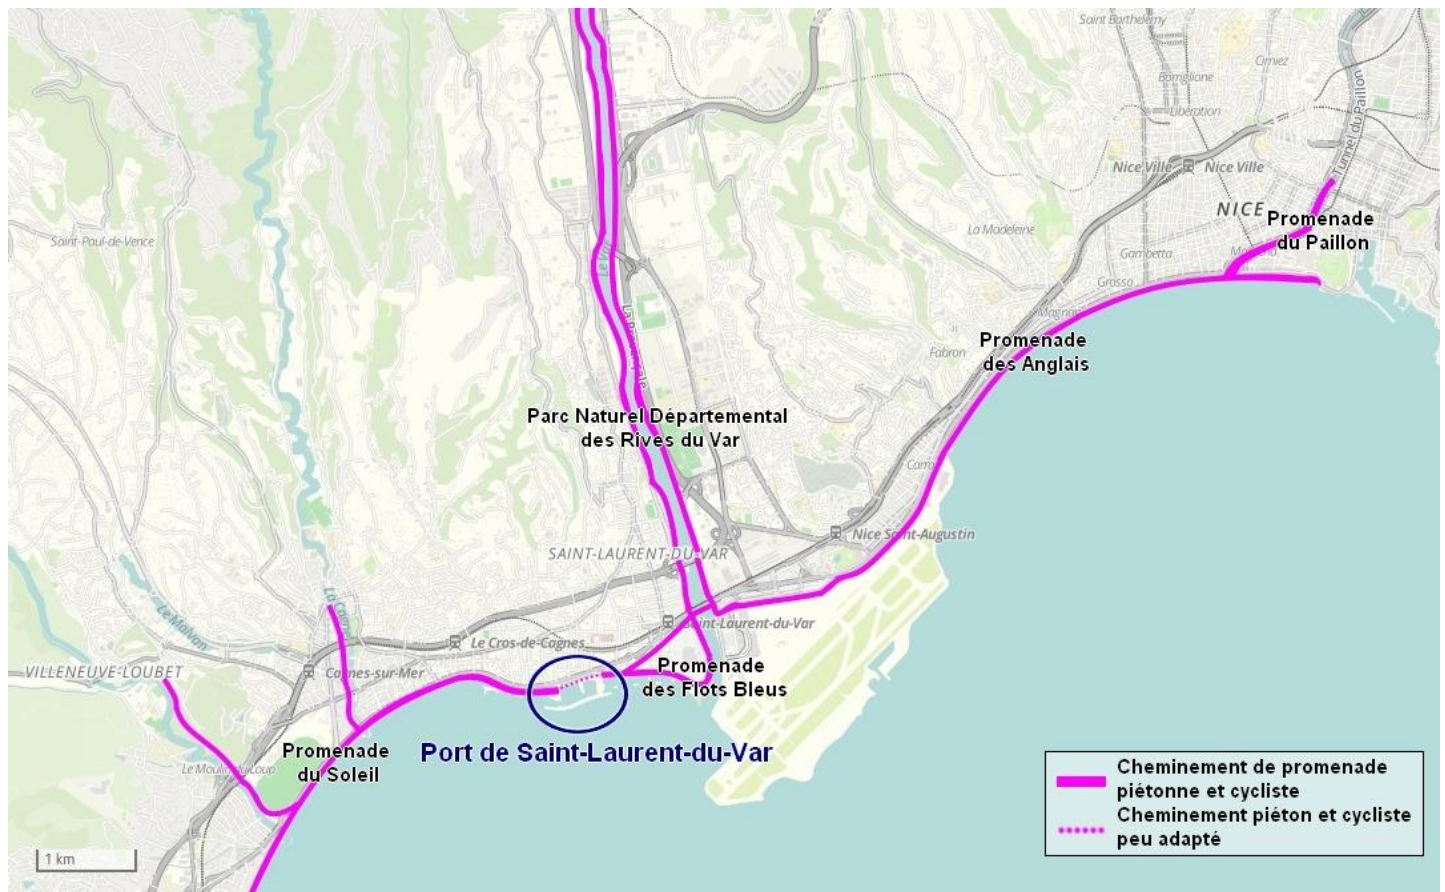 Saint Barthelemy
Cimiez
Borriglione
Libération
Tunnel du Paillon
Nice Ville
Nice Ville
NICE
Promenade
du Paillon
Saint-Paul-de-Vence
La Madeleine
Gambetta
Grosso
Le Var
Promenade
des Anglais
Fabron
Parc Naturel Départemental
des Rives du Var
Nice Saint-Augustin
SAINT-LAURENT-DU-VAR
Le Malvan
Saint-Laurent-du-Var
Le Cros-de-Cagnes
VILLENEUVE-LOUBET
Cagnes-sur-Mer
Promenade
des Flots Bleus
Port de Saint-Laurent-du-Var
Promenade
du Soleil
Le Moulin du Loup
Cheminement de promenade
piétonne et cycliste
Cheminement piéton et cycliste
peu adapté
1 km